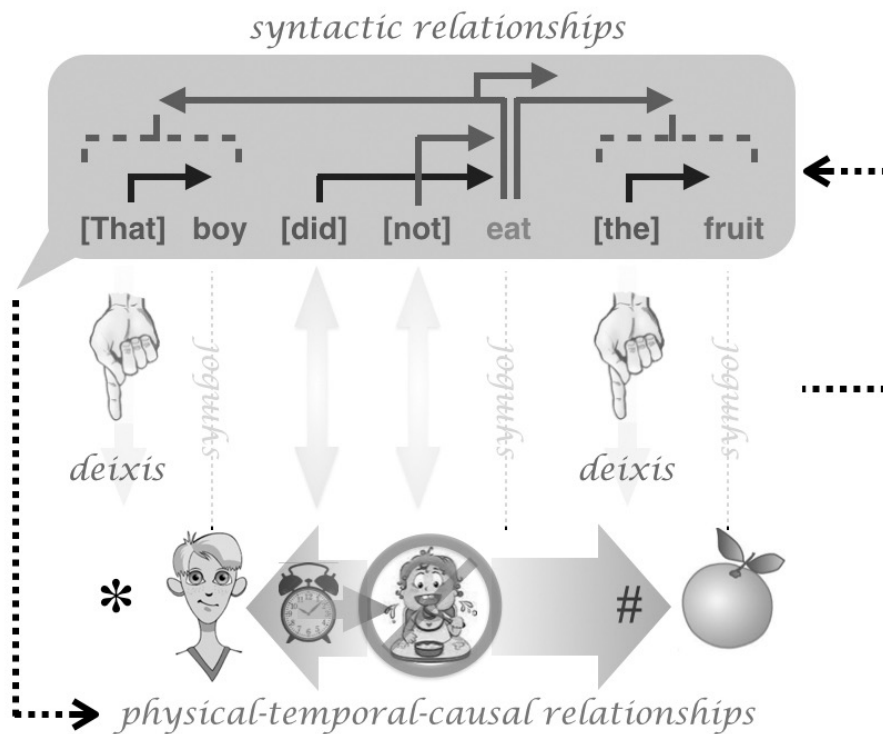 syntactic relationships
[That] boy [did] [not] eat [the] fruit
symbol symbol symbol
deixis deixis
* #
physical-temporal-causal relationships